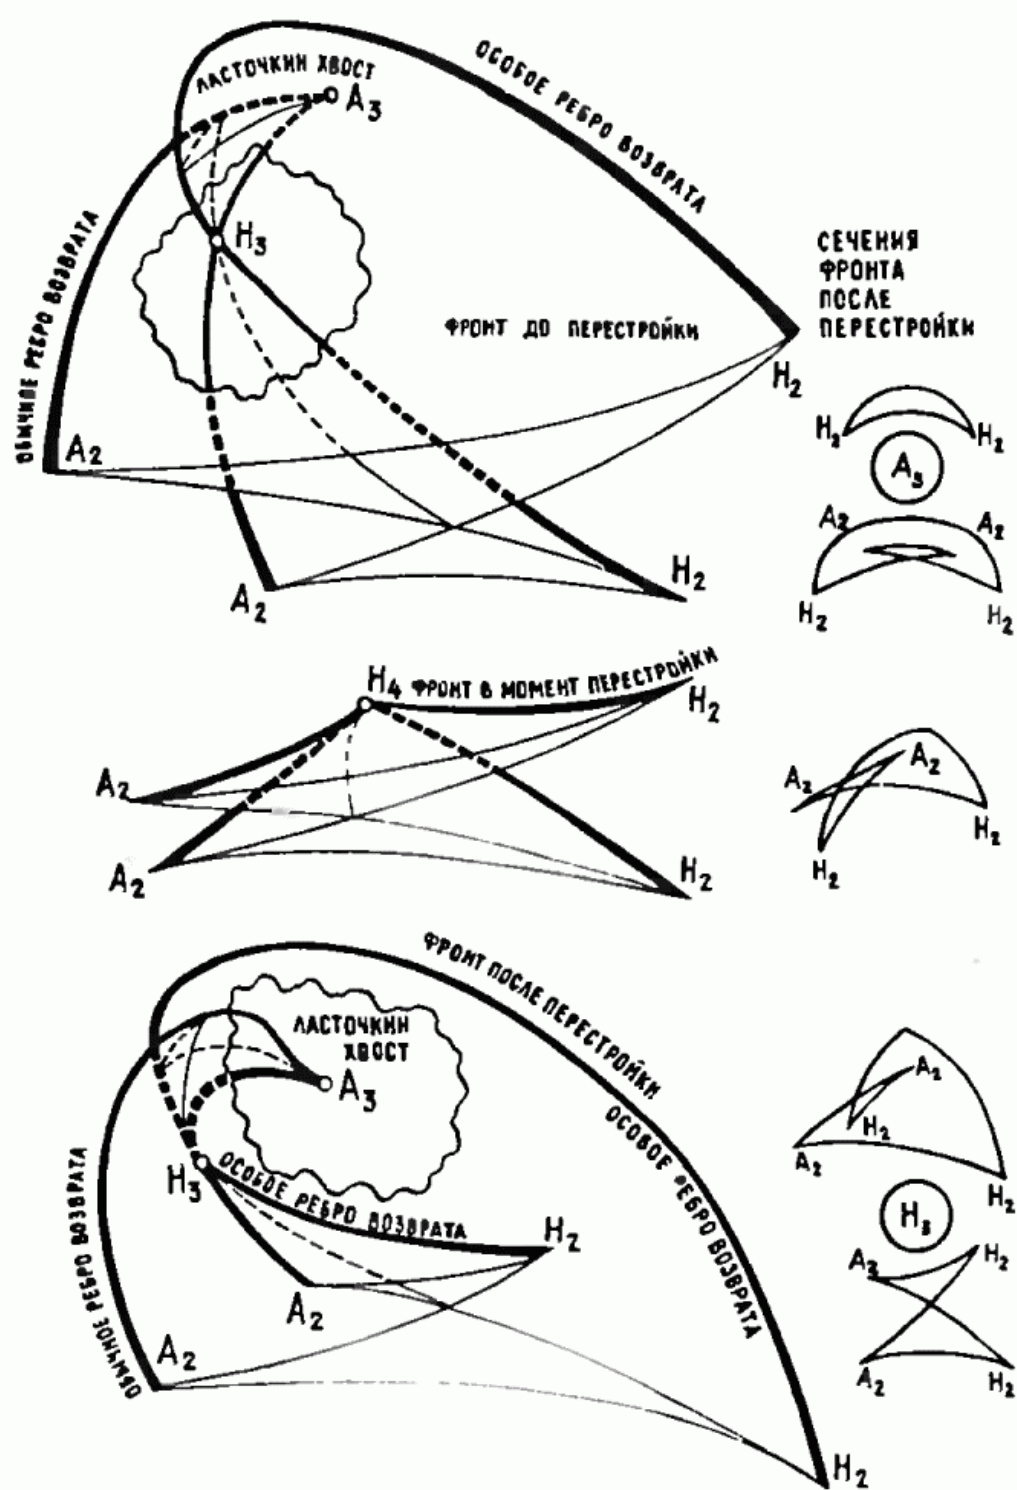 ЛАСТОЧКИН ХВОСТ
A3
ОСОБОЕ РЕБРО ВОЗВРАТА
ОБЫЧНОЕ РЕБРО ВОЗВРАТА
H3
ФРОНТ ДО ПЕРЕСТРОЙКИ
A2
H2
A2
H2
СЕЧЕНИЯ
ФРОНТА
ПОСЛЕ
ПЕРЕСТРОЙКИ
H2
H2
A3
A2
A2
H2
H2
H4
ФРОНТ В МОМЕНТ ПЕРЕСТРОЙКИ
H2
A2
A2
H2
A2
A2
H2
H2
ФРОНТ ПОСЛЕ ПЕРЕСТРОЙКИ
ЛАСТОЧКИН
ХВОСТ
A3
ОСОБОЕ РЕБРО ВОЗВРАТА
H3
ОСОБОЕ РЕБРО ВОЗВРАТА
H2
ОБЫЧНОЕ РЕБРО ВОЗВРАТА
A2
A2
H2
A2
H2
A2
H2
H3
A3
H2
A2
H2